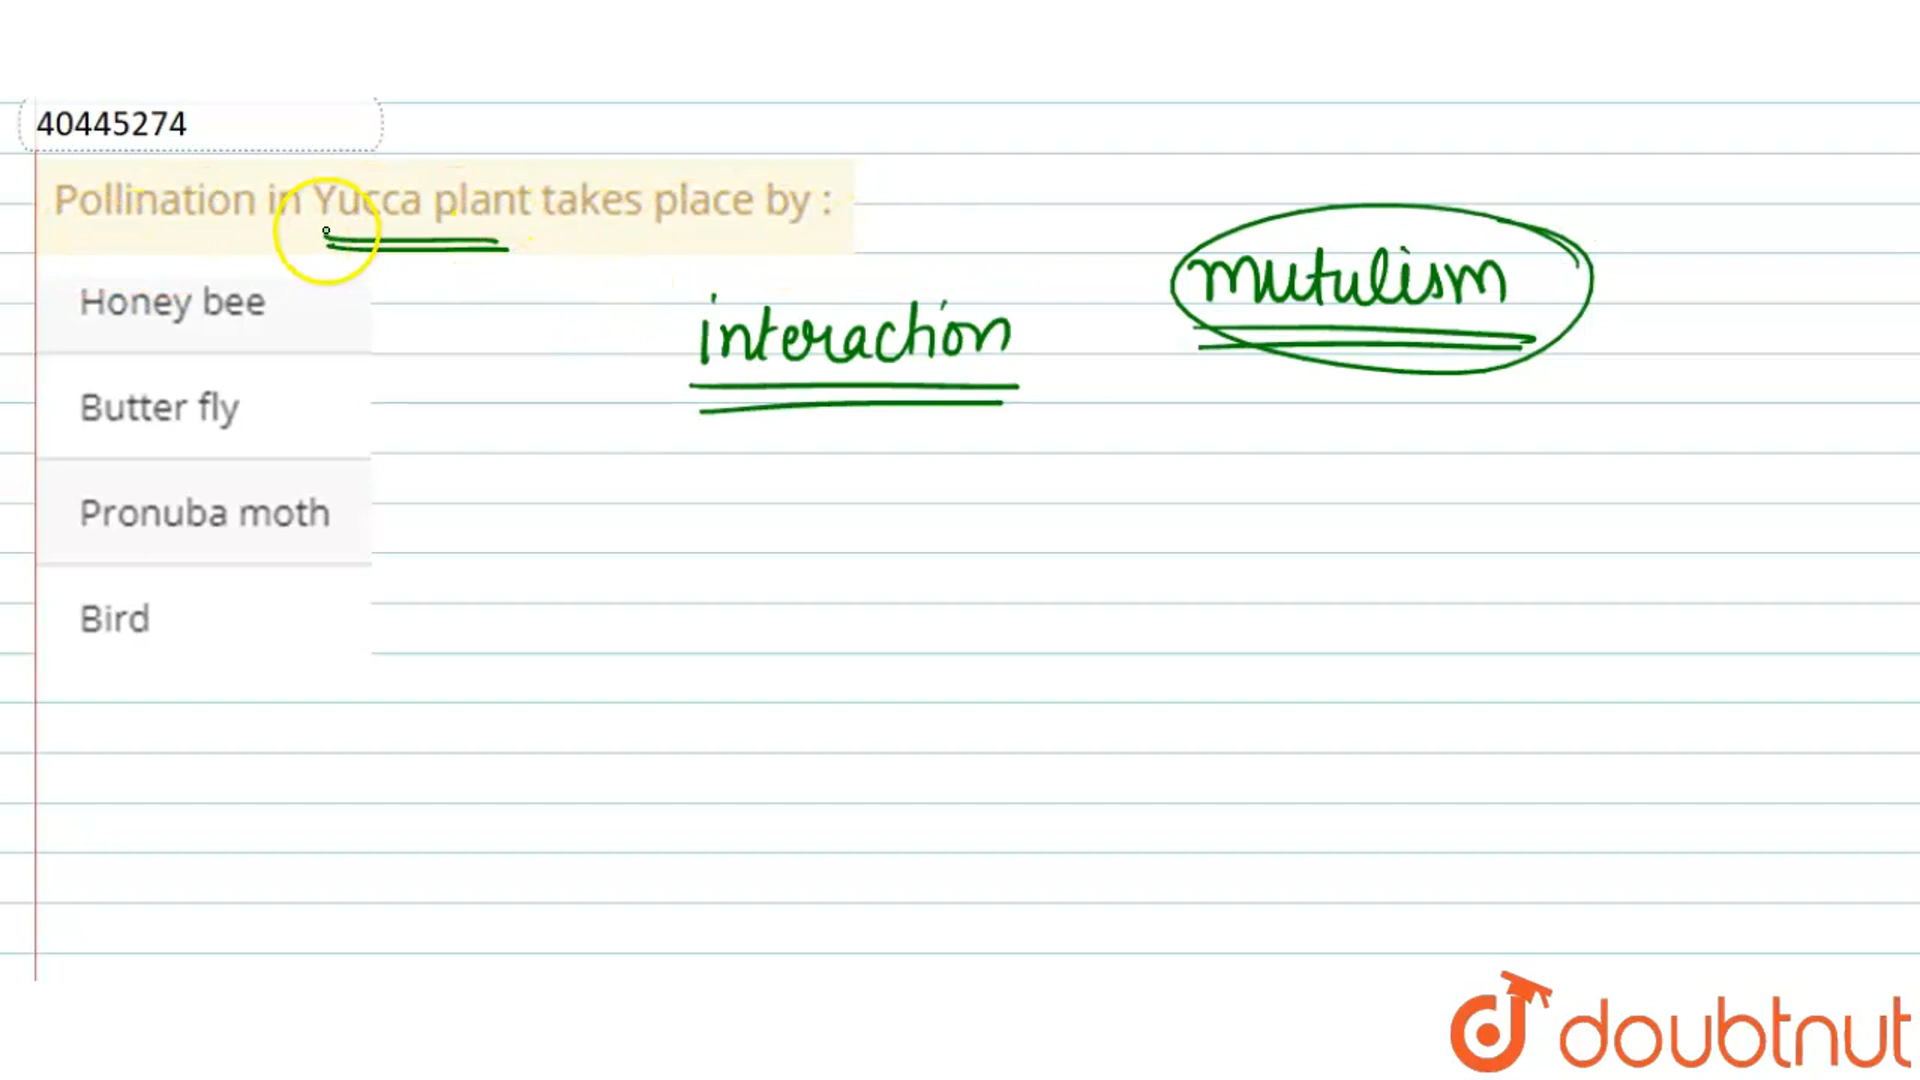 40445274
Pollination in Yucca plant takes place by :
Honey bee
Butter fly
Pronuba moth
Bird
interaction
mutulism
doubtnut